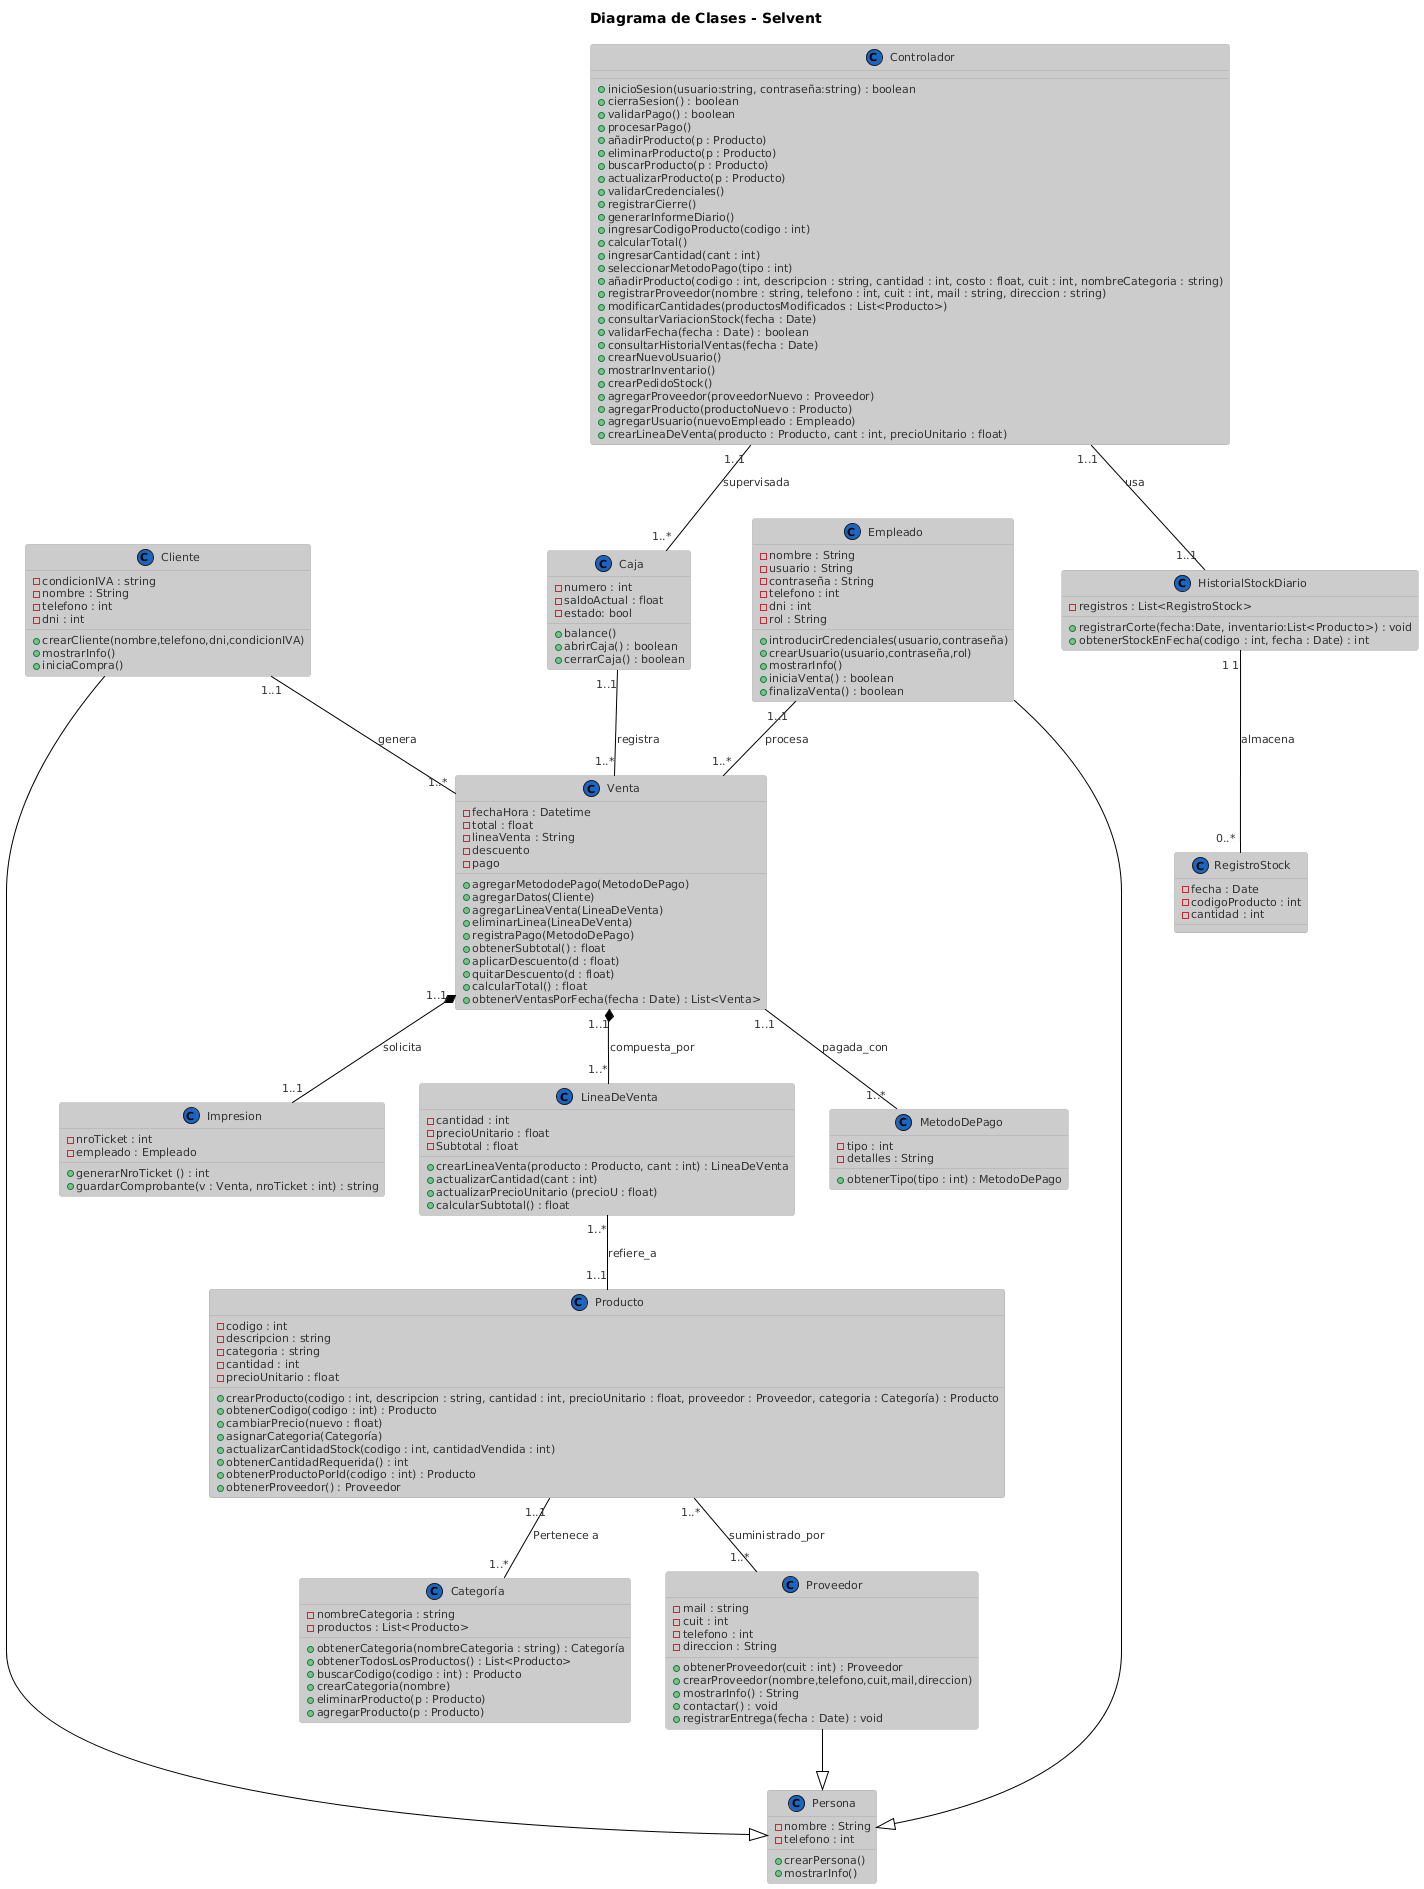 Diagrama de Clases - Selvent
C Controlador
inicioSesion(usuario:string, contraseña:string) : boolean
cierraSesion() : boolean
validarPago() : boolean
procesarPago()
añadirProducto(p : Producto)
eliminarProducto(p : Producto)
buscarProducto(p : Producto)
actualizarProducto(p : Producto)
validarCredenciales()
registrarCierre()
generarInformeDiario()
ingresarCodigoProducto(codigo : int)
calcularTotal()
ingresarCantidad(cant : int)
seleccionarMetodoPago(tipo : int)
añadirProducto(codigo : int, descripcion : string, cantidad : int, costo : float, cuit : int, nombreCategoria : string)
registrarProveedor(nombre : string, telefono : int, cuit : int, mail : string, direccion : string)
modificarCantidades(productosModificados : List<Producto>)
consultarVariacionStock(fecha : Date)
validarFecha(fecha : Date) : boolean
consultarHistorialVentas(fecha : Date)
crearNuevoUsuario()
mostrarInventario()
crearPedidoStock()
agregarProveedor(proveedorNuevo : Proveedor)
agregarProducto(productoNuevo : Producto)
agregarUsuario(nuevoEmpleado : Empleado)
crearLineaDeVenta(producto : Producto, cant : int, precioUnitario : float)
1..1
supervisada
1..*
1..1
usa
1..1
C Cliente
condicionIVA : string
nombre : String
telefono : int
dni : int
crearCliente(nombre,telefono,dni,condicionIVA)
mostrarInfo()
iniciaCompra()
C Caja
numero : int
saldoActual : float
estado: bool
balance()
abrirCaja() : boolean
cerrarCaja() : boolean
C Empleado
nombre : String
usuario : String
contraseña : String
telefono : int
dni : int
rol : String
introducirCredenciales(usuario,contraseña)
crearUsuario(usuario,contraseña,rol)
mostrarInfo()
iniciaVenta() : boolean
finalizaVenta() : boolean
C HistorialStockDiario
registros : List<RegistroStock>
registrarCorte(fecha:Date, inventario:List<Producto>) : void
obtenerStockEnFecha(codigo : int, fecha : Date) : int
1..1
genera
1..*
1..1
registra
1..*
1..1
procesa
1..*
1 1
almacena
0..*
C Venta
fechaHora : Datetime
total : float
lineaVenta : String
descuento
pago
agregarMetododePago(MetodoDePago)
agregarDatos(Cliente)
agregarLineaVenta(LineaDeVenta)
eliminarLinea(LineaDeVenta)
registraPago(MetodoDePago)
obtenerSubtotal() : float
aplicarDescuento(d : float)
quitarDescuento(d : float)
calcularTotal() : float
obtenerVentasPorFecha(fecha : Date) : List<Venta>
C RegistroStock
fecha : Date
codigoProducto : int
cantidad : int
1..1
solicita
1..1
1..1
compuesta_por
1..*
1..1
pagada_con
1..*
C Impresion
nroTicket : int
empleado : Empleado
generarNroTicket () : int
guardarComprobante(v : Venta, nroTicket : int) : string
C LineaDeVenta
cantidad : int
precioUnitario : float
Subtotal : float
crearLineaVenta(producto : Producto, cant : int) : LineaDeVenta
actualizarCantidad(cant : int)
actualizarPrecioUnitario (precioU : float)
calcularSubtotal() : float
C MetodoDePago
tipo : int
detalles : String
obtenerTipo(tipo : int) : MetodoDePago
1..*
refiere_a
1..1
C Producto
codigo : int
descripcion : string
categoria : string
cantidad : int
precioUnitario : float
crearProducto(codigo : int, descripcion : string, cantidad : int, precioUnitario : float, proveedor : Proveedor, categoria : Categoría) : Producto
obtenerCodigo(codigo : int) : Producto
cambiarPrecio(nuevo : float)
asignarCategoria(Categoría)
actualizarCantidadStock(codigo : int, cantidadVendida : int)
obtenerCantidadRequerida() : int
obtenerProductoPorId(codigo : int) : Producto
obtenerProveedor() : Proveedor
1..1
Pertenece a
1..*
1..*
suministrado_por
1..*
C Categoría
nombreCategoria : string
productos : List<Producto>
obtenerCategoria(nombreCategoria : string) : Categoría
obtenerTodosLosProductos() : List<Producto>
buscarCodigo(codigo : int) : Producto
crearCategoria(nombre)
eliminarProducto(p : Producto)
agregarProducto(p : Producto)
C Proveedor
mail : string
cuit : int
telefono : int
direccion : String
obtenerProveedor(cuit : int) : Proveedor
crearProveedor(nombre,telefono,cuit,mail,direccion)
mostrarInfo() : String
contactar() : void
registrarEntrega(fecha : Date) : void
C Persona
nombre : String
telefono : int
crearPersona()
mostrarInfo()